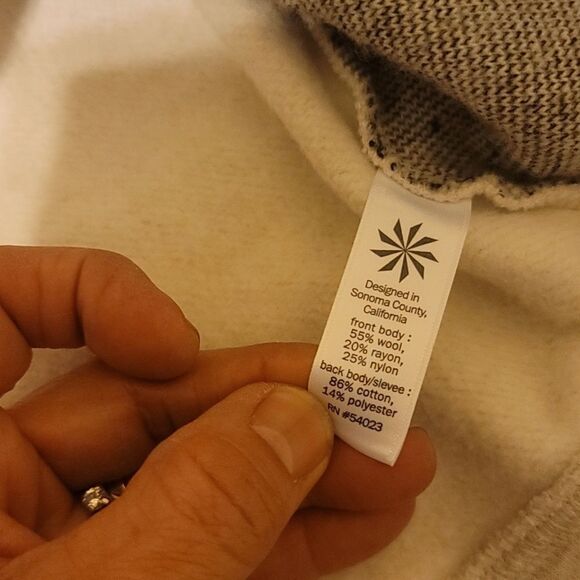 Designed in
Sonoma County,
California
front body :
55% wool,
20% rayon,
25% nylon
back body/slevee :
86% cotton,
14% polyester
RN #54023